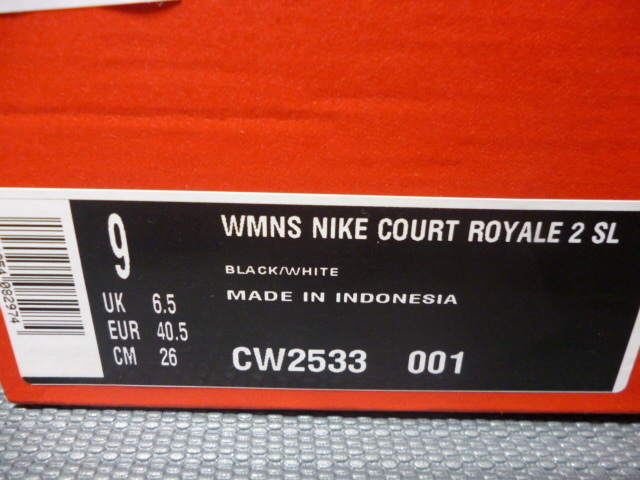 9
UK 6.5
EUR 40.5
CM 26
WMNS NIKE COURT ROYALE 2 SL
BLACK/WHITE
MADE IN INDONESIA
CW2533 001
082974